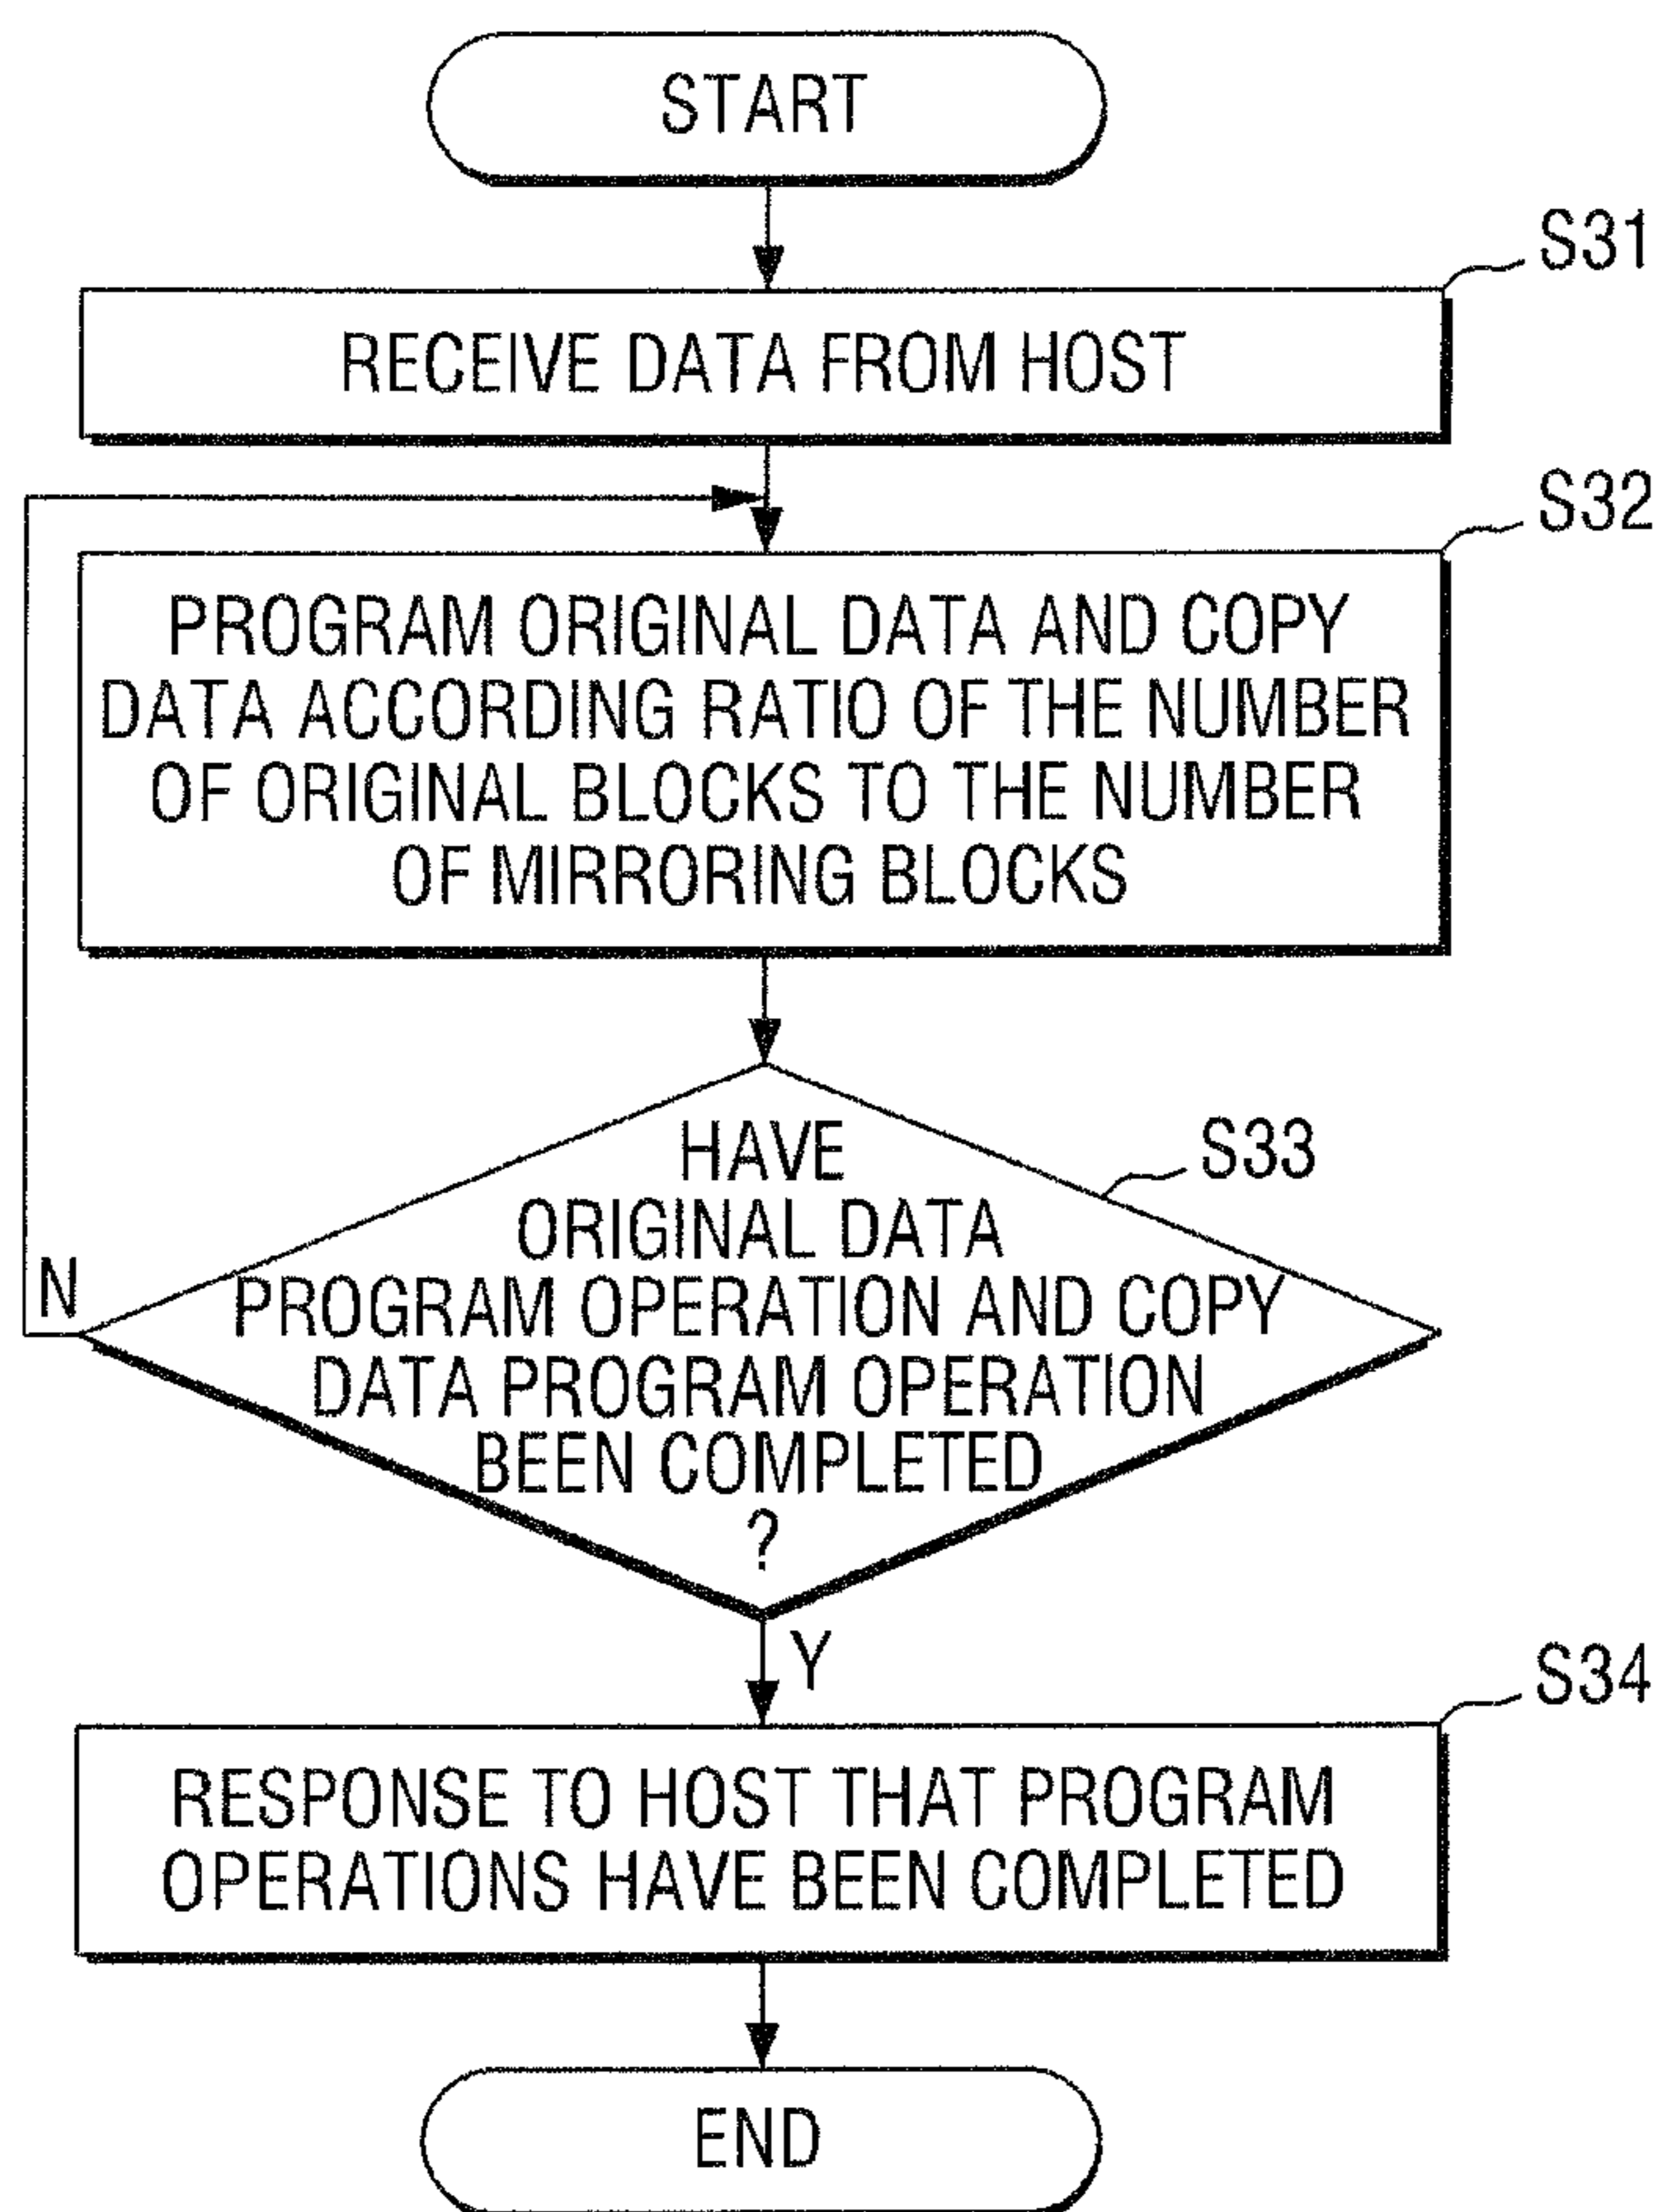 START
S31
RECEIVE DATA FROM HOST
S32
PROGRAM ORIGINAL DATA AND COPY
DATA ACCORDING RATIO OF THE NUMBER
OF ORIGINAL BLOCKS TO THE NUMBER
OF MIRRORING BLOCKS
HAVE
S33
ORIGINAL DATA
N
PROGRAM OPERATION AND COPY
DATA PROGRAM OPERATION
BEEN COMPLETED
?
Y
S34
RESPONSE TO HOST THAT PROGRAM
OPERATIONS HAVE BEEN COMPLETED
END